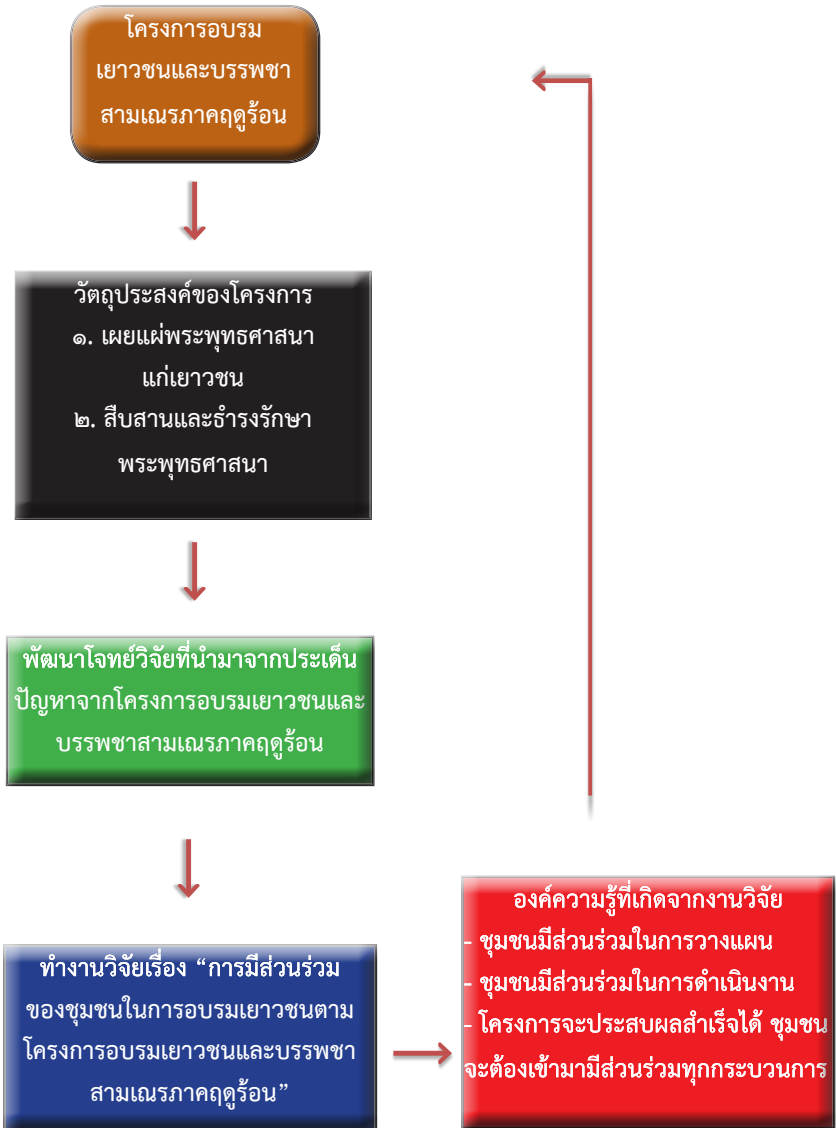 โครงการอบรม
เยาวชนและบรรพชา
สามเณรภาคฤดูร้อน
วัตถุประสงค์ของโครงการ
๑. เผยแผ่พระพุทธศาสนา
แก่เยาวชน
๒. สืบสานและธำรงรักษา
พระพุทธศาสนา
พัฒนาโจทย์วิจัยที่นำมาจากประเด็น
ปัญหาจากโครงการอบรมเยาวชนและ
บรรพชาสามเณรภาคฤดูร้อน
ทำงานวิจัยเรื่อง “การมีส่วนร่วม
ของชุมชนในการอบรมเยาวชนตาม
โครงการอบรมเยาวชนและบรรพชา
สามเณรภาคฤดูร้อน”
องค์ความรู้ที่เกิดจากงานวิจัย
- ชุมชนมีส่วนร่วมในการวางแผน
- ชุมชนมีส่วนร่วมในการดำเนินงาน
- โครงการจะประสบผลสำเร็จได้ ชุมชน
จะต้องเข้ามามีส่วนร่วมทุกกระบวนการ